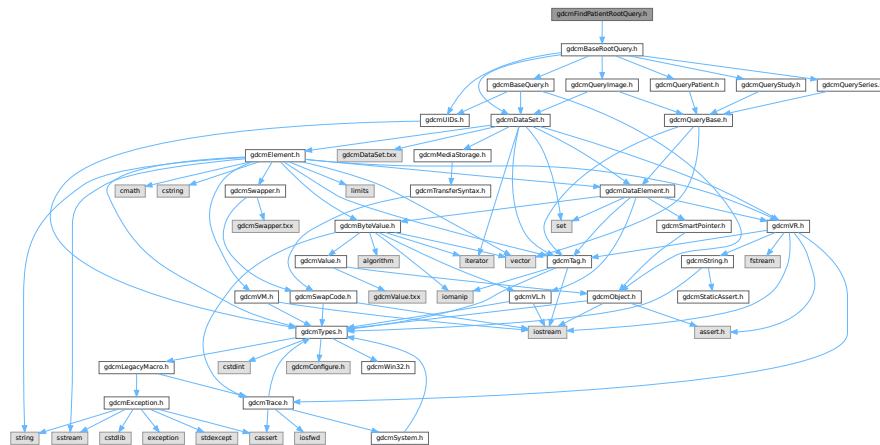 gdcmFindPatientRootQuery.h
gdcmBaseRootQuery.h
gdcmBaseQuery.h
gdcmQueryImage.h
gdcmQueryPatient.h
gdcmQueryStudy.h
gdcmQuerySeries.h
gdcmUIDs.h
gdcmDataSet.h
gdcmQueryBase.h
gdcmElement.h
gdcmDataSet.txx
gdcmMediaStorage.h
cmath
cstring
gdcmSwapper.h
limits
gdcmTransferSyntax.h
gdcmDataElement.h
gdcmSwapper.txx
gdcmByteValue.h
set
gdcmSmartPointer.h
gdcmVR.h
gdcmValue.h
algorithm
iterator
vector
gdcmTag.h
gdcmString.h
fstream
gdcmVM.h
gdcmSwapCode.h
gdcmValue.txx
iomanip
gdcmVL.h
gdcmObject.h
gdcmStaticAssert.h
gdcmTypes.h
iostream
assert.h
gdcmLegacyMacro.h
cstdint
gdcmConfigure.h
gdcmWin32.h
gdcmException.h
gdcmTrace.h
string
sstream
cstdlib
exception
stdexcept
cassert
iosfwd
gdcmSystem.h